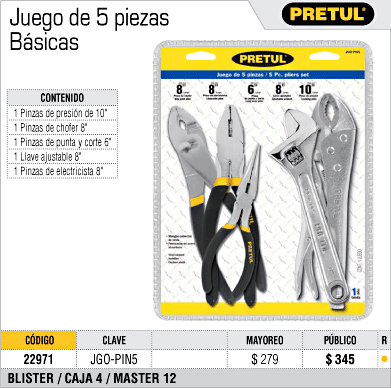 Juego de 5 piezas
Básicas
PRETUL®
CONTENIDO
1 Pinzas de presión de 10"
1 Pinzas de chofer 8"
1 Pinzas de punta y corte 6"
1 Llave ajustable 8"
1 Pinzas de electricista 8"
PRETUL
Juego de 5 piezas / 5 Pc. pliers set
8" 8" 6" 8" 10"
PRETUL
CÓDIGO CLAVE MAYOREO PÚBLICO R
22971 JGO-PIN5 $ 279 $ 345
BLISTER / CAJA 4 / MASTER 12